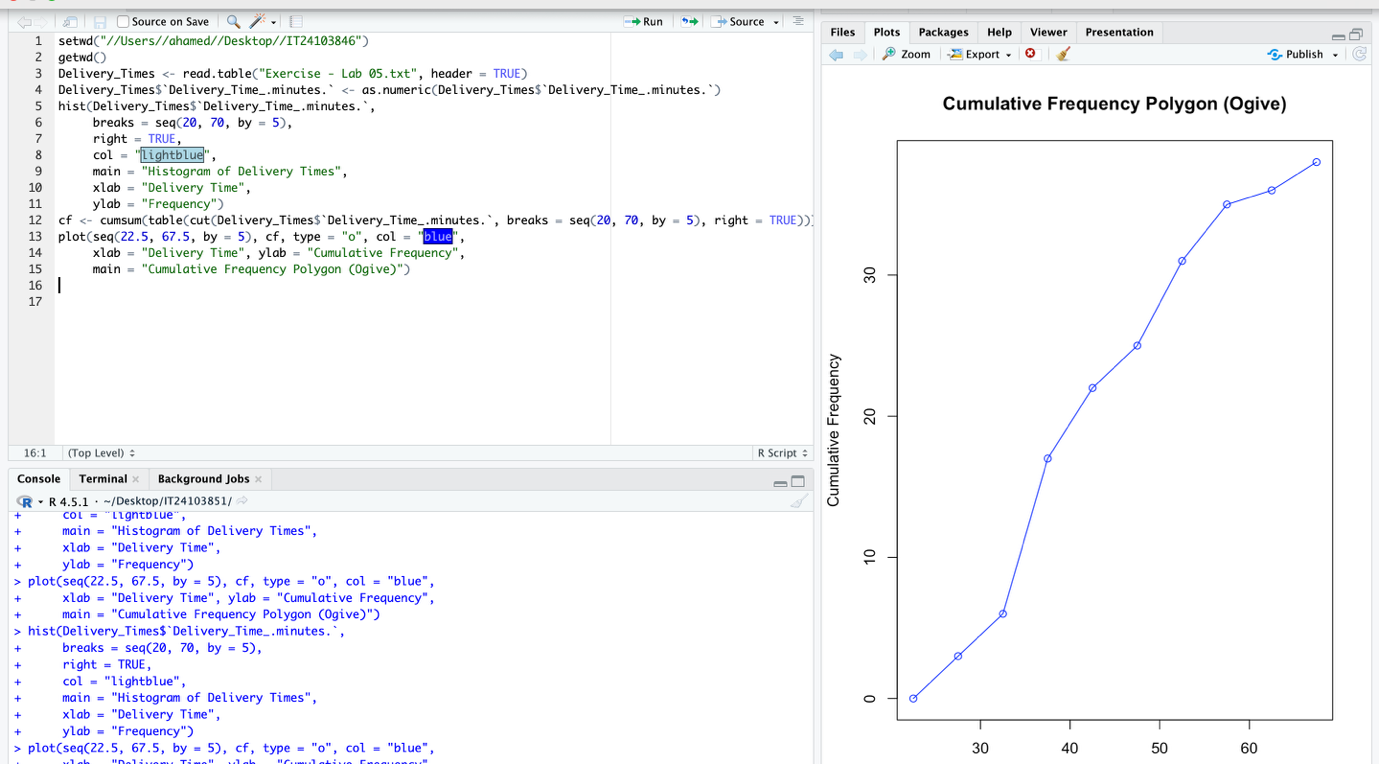 Source on Save
Run
Source
1 setwd("//Users//ahamed//Desktop//IT24103846")
2 getwd()
3 Delivery_Times <- read.table("Exercise - Lab 05.txt", header = TRUE)
4 Delivery_Times$`Delivery_Time_.minutes.` <- as.numeric(Delivery_Times$`Delivery_Time_.minutes.`)
5 hist(Delivery_Times$`Delivery_Time_.minutes.`,
6 breaks = seq(20, 70, by = 5),
7 right = TRUE,
8 col = "lightblue",
9 main = "Histogram of Delivery Times",
10 xlab = "Delivery Time",
11 ylab = "Frequency")
12 cf <- cumsum(table(cut(Delivery_Times$`Delivery_Time_.minutes.`, breaks = seq(20, 70, by = 5), right = TRUE)))
13 plot(seq(22.5, 67.5, by = 5), cf, type = "o", col = "blue",
14 xlab = "Delivery Time", ylab = "Cumulative Frequency",
15 main = "Cumulative Frequency Polygon (Ogive)")
16
17
16:1 (Top Level) R Script
Console Terminal Background Jobs
R 4.5.1 · ~/Desktop/IT24103851/
+ col = "lightblue",
+ main = "Histogram of Delivery Times",
+ xlab = "Delivery Time",
+ ylab = "Frequency")
> plot(seq(22.5, 67.5, by = 5), cf, type = "o", col = "blue",
+ xlab = "Delivery Time", ylab = "Cumulative Frequency",
+ main = "Cumulative Frequency Polygon (Ogive)")
> hist(Delivery_Times$`Delivery_Time_.minutes.`,
+ breaks = seq(20, 70, by = 5),
+ right = TRUE,
+ col = "lightblue",
+ main = "Histogram of Delivery Times",
+ xlab = "Delivery Time",
+ ylab = "Frequency")
> plot(seq(22.5, 67.5, by = 5), cf, type = "o", col = "blue",
+ xlab = "Delivery Time", ylab = "Cumulative Frequency",
Files Plots Packages Help Viewer Presentation
Zoom Export Publish
Cumulative Frequency Polygon (Ogive)
Cumulative Frequency
30
20
10
0
30 40 50 60